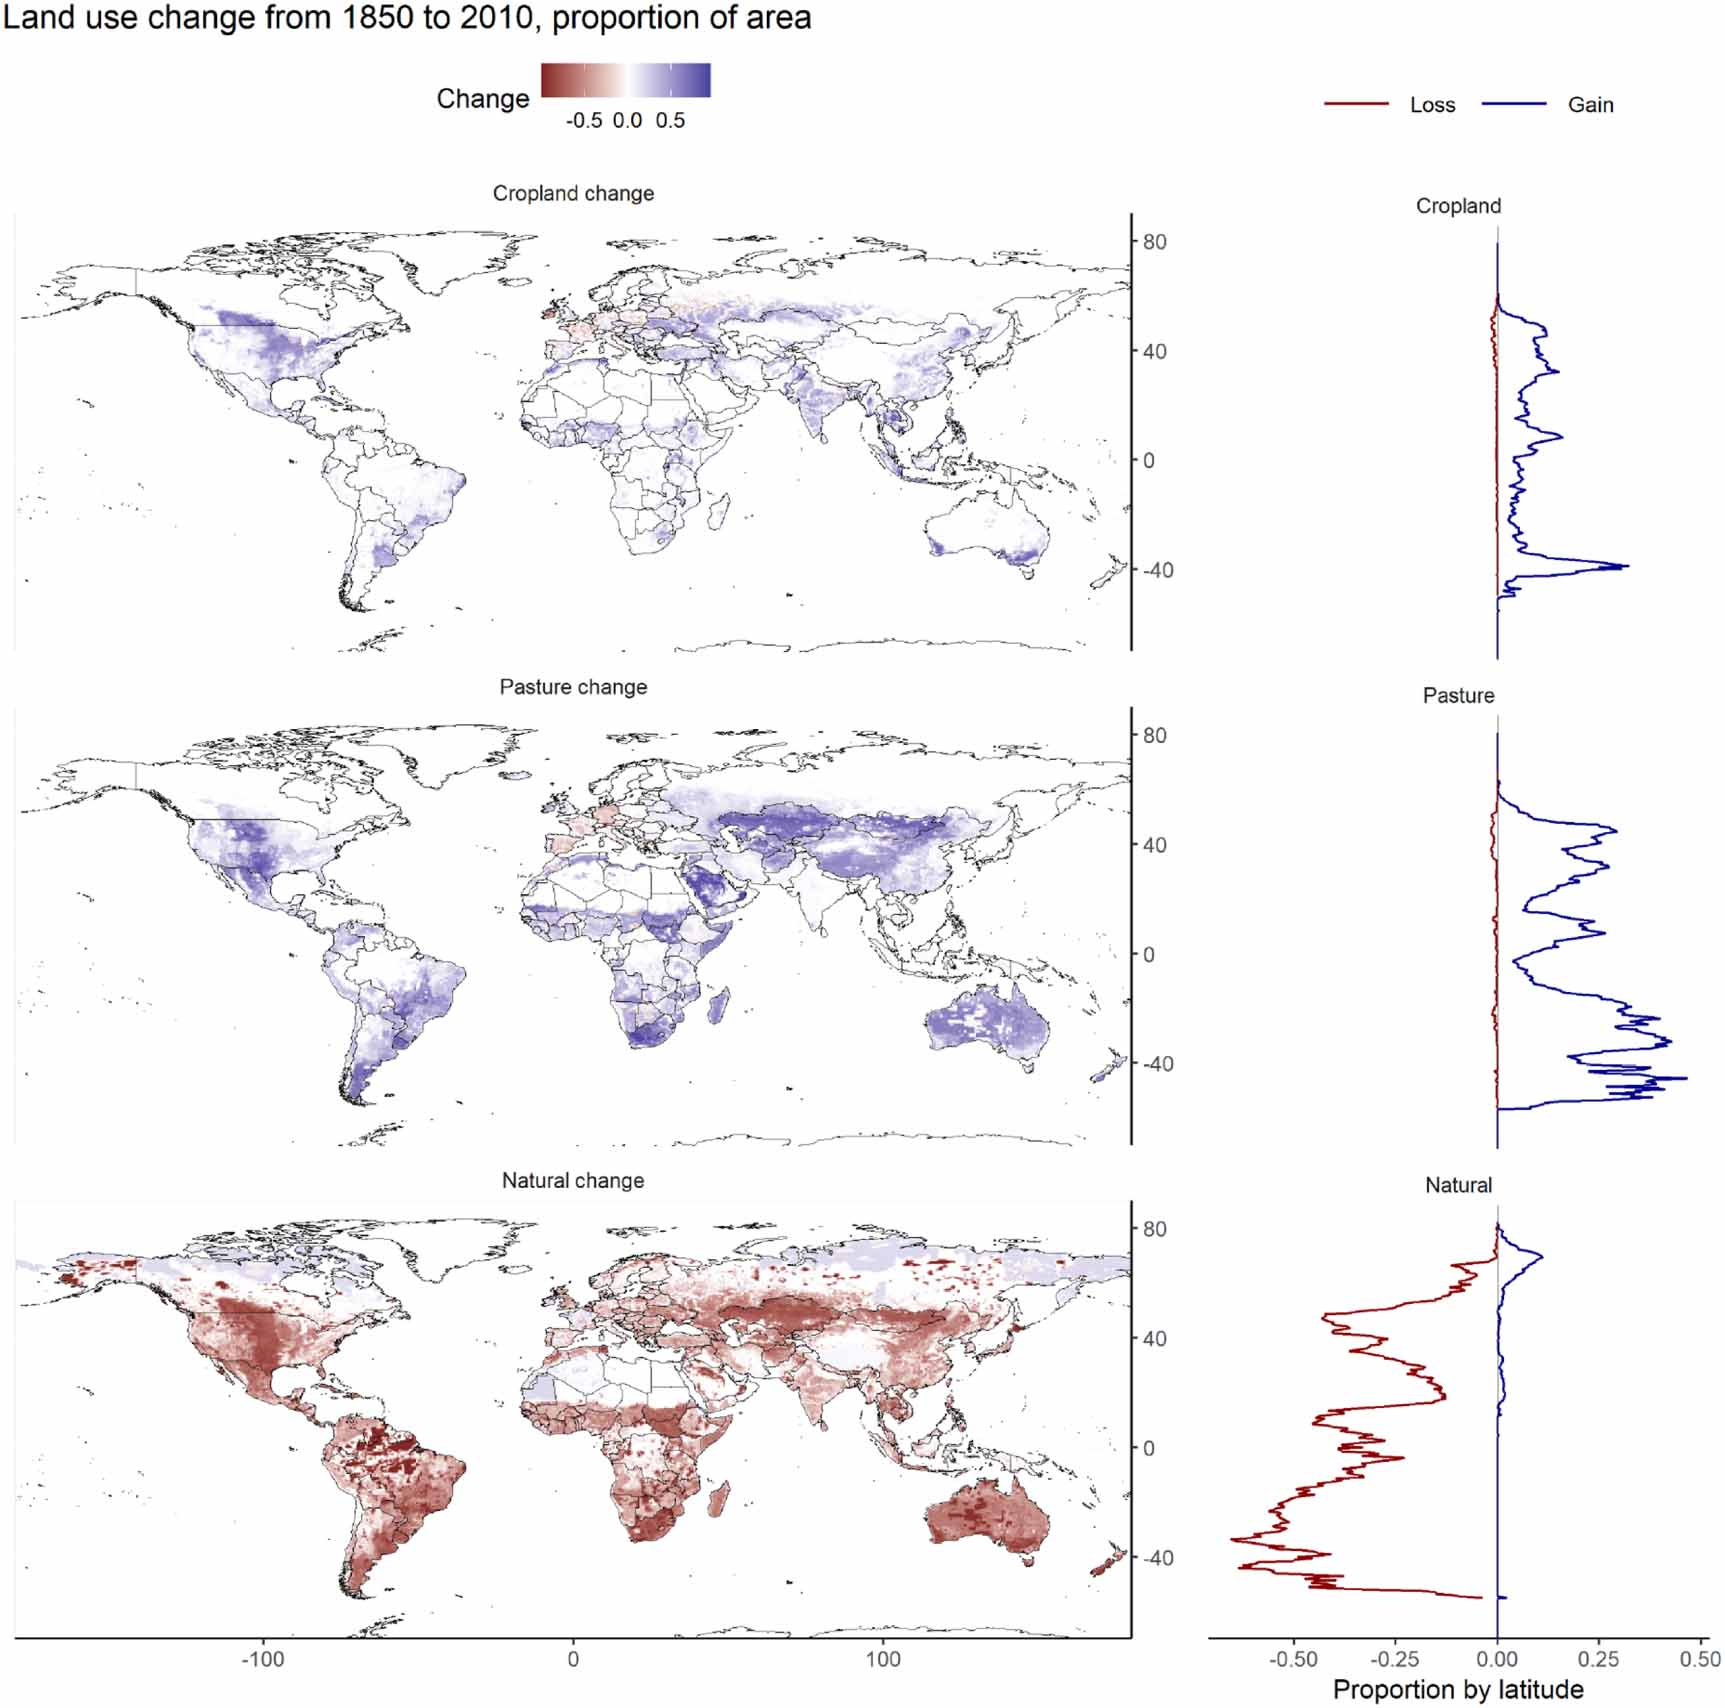 Land use change from 1850 to 2010, proportion of area
Change
-0.5 0.0 0.5
Loss Gain
Cropland change
Cropland
80
40
0
-40
Pasture change
Pasture
80
40
0
-40
Natural change
Natural
80
40
0
-40
-100 0 100
-0.50 -0.25 0.00 0.25 0.50
Proportion by latitude